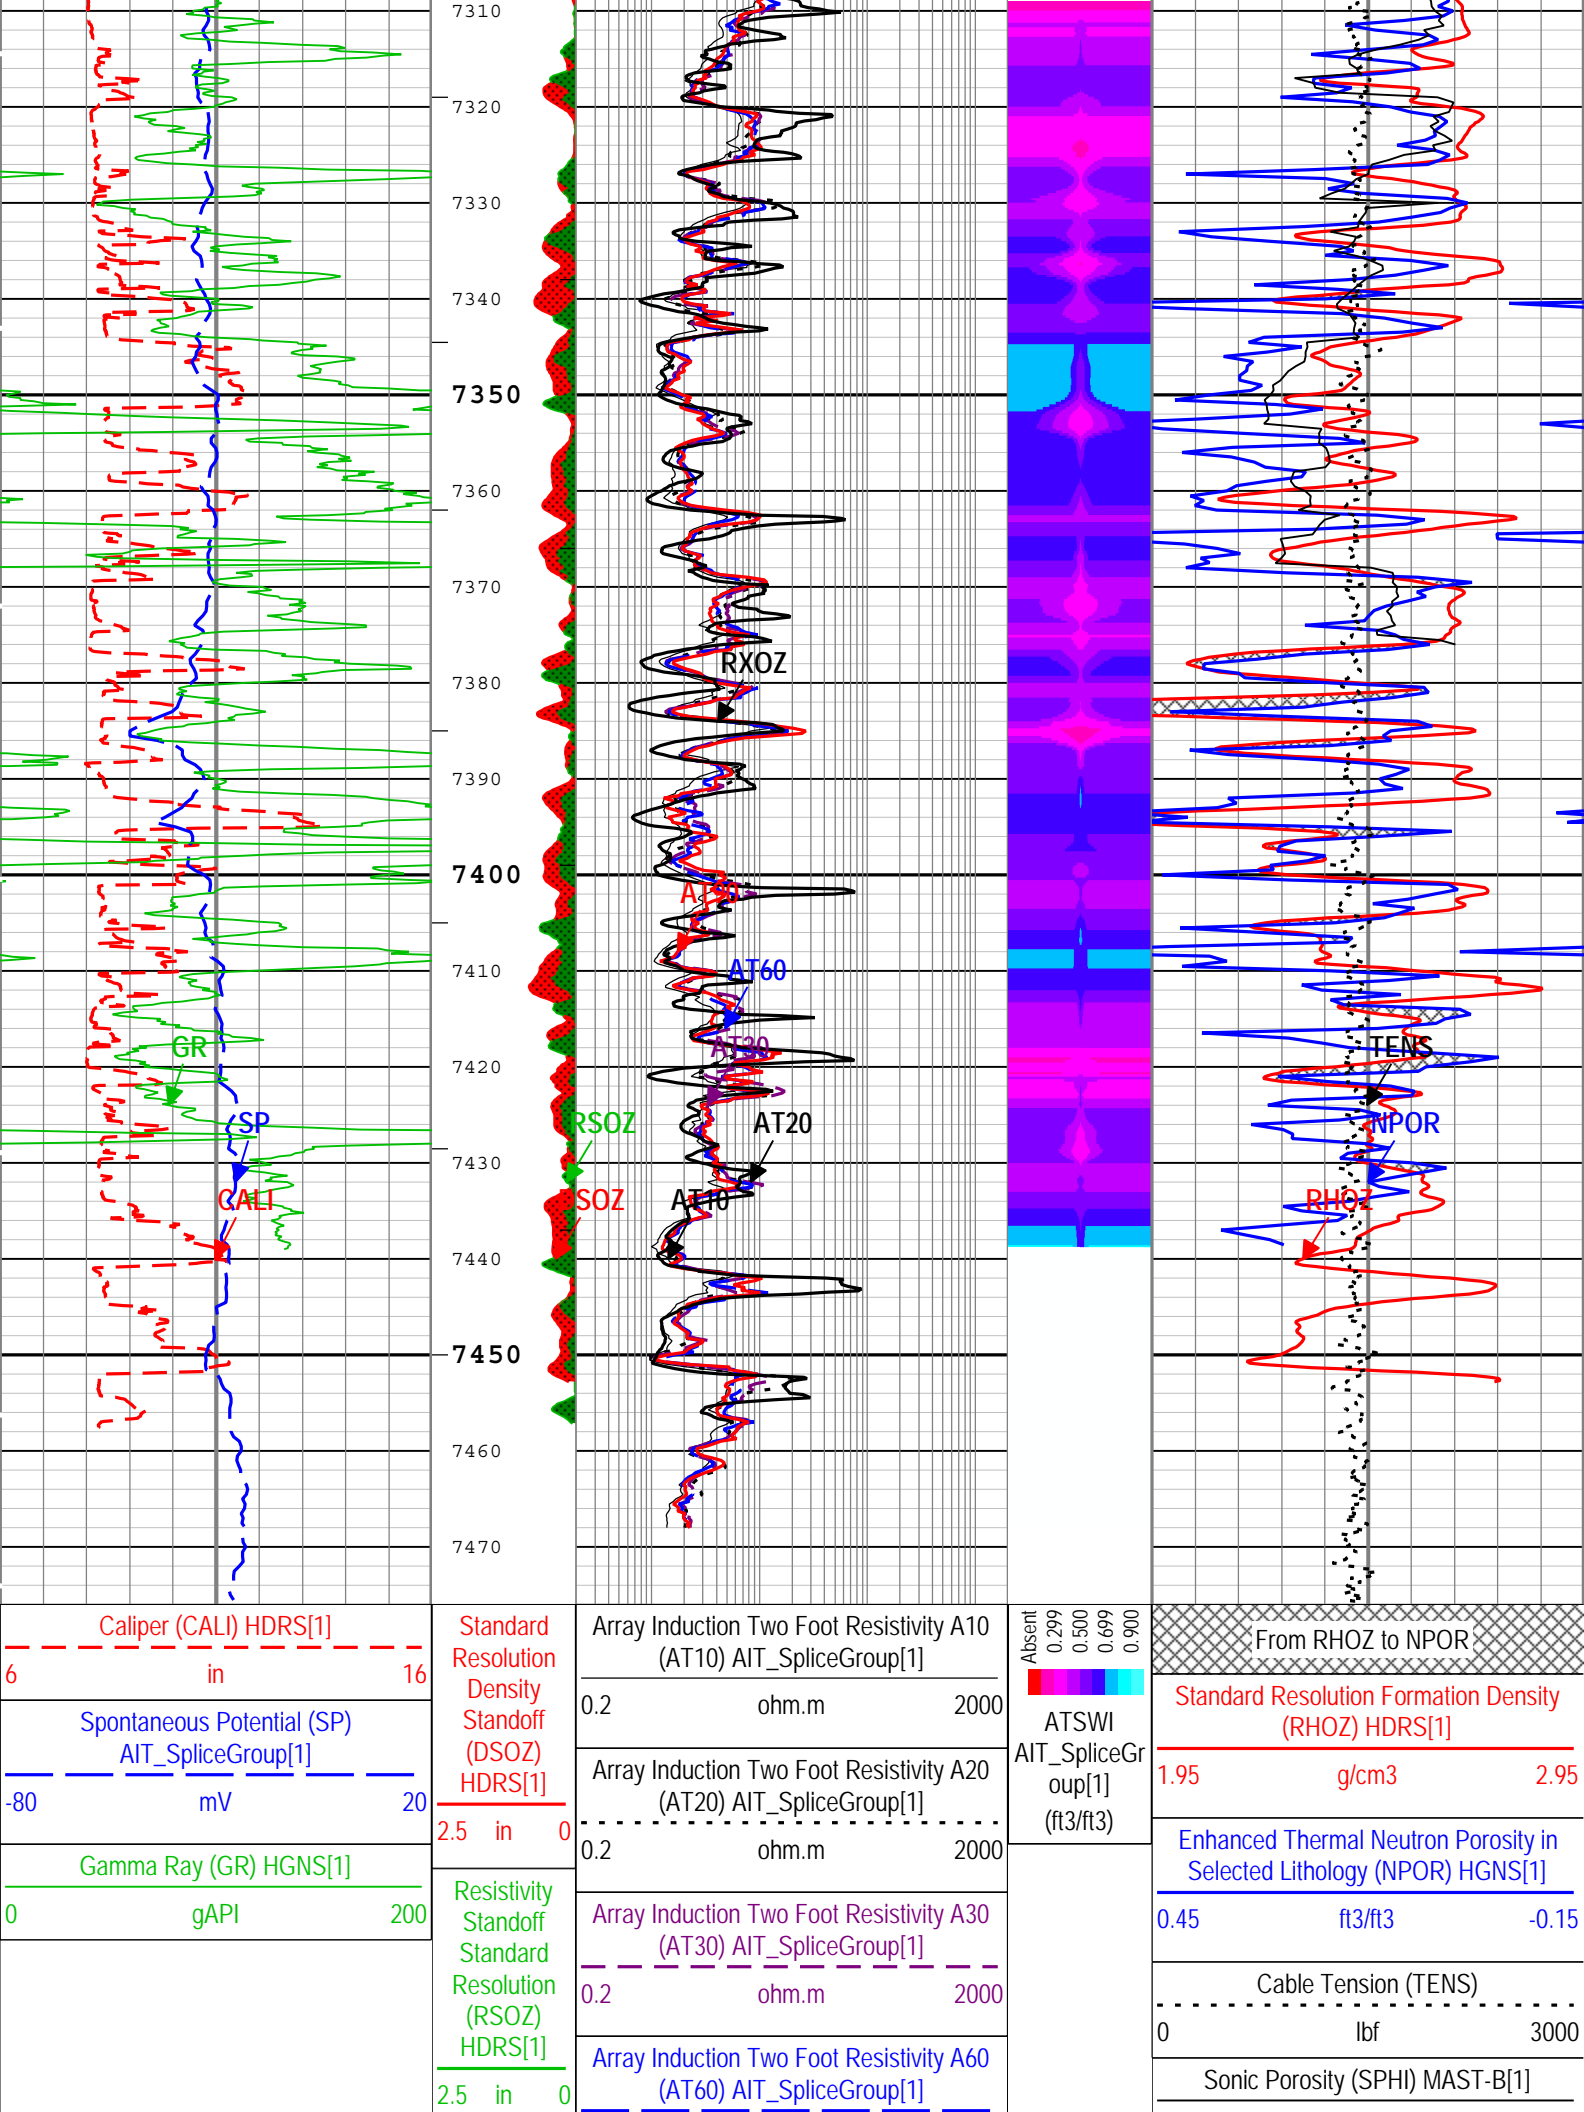 7310
7320
7330
7340
7350
7360
7370
RXOZ
7380
7390
7400
AT90
AT60
7410
GR
AT30
TENS
7420
SP
RSOZ
AT20
NPOR
7430
CALI
SOZ
AT10
RHOZ
7440
7450
7460
7470
Caliper (CALI) HDRS[1]
6 in 16
Spontaneous Potential (SP)
AIT_SpliceGroup[1]
-80 mV 20
Gamma Ray (GR) HGNS[1]
0 gAPI 200
Standard
Resolution
Density
Standoff
(DSOZ)
HDRS[1]
2.5 in 0
Resistivity
Standoff
Standard
Resolution
(RSOZ)
HDRS[1]
2.5 in 0
Array Induction Two Foot Resistivity A10
(AT10) AIT_SpliceGroup[1]
0.2 ohm.m 2000
Array Induction Two Foot Resistivity A20
(AT20) AIT_SpliceGroup[1]
0.2 ohm.m 2000
Array Induction Two Foot Resistivity A30
(AT30) AIT_SpliceGroup[1]
0.2 ohm.m 2000
Array Induction Two Foot Resistivity A60
(AT60) AIT_SpliceGroup[1]
Absent
0.299
0.500
0.699
0.900
ATSWI
AIT_SpliceGr
oup[1]
(ft3/ft3)
From RHOZ to NPOR
Standard Resolution Formation Density
(RHOZ) HDRS[1]
1.95 g/cm3 2.95
Enhanced Thermal Neutron Porosity in
Selected Lithology (NPOR) HGNS[1]
0.45 ft3/ft3 -0.15
Cable Tension (TENS)
0 lbf 3000
Sonic Porosity (SPHI) MAST-B[1]